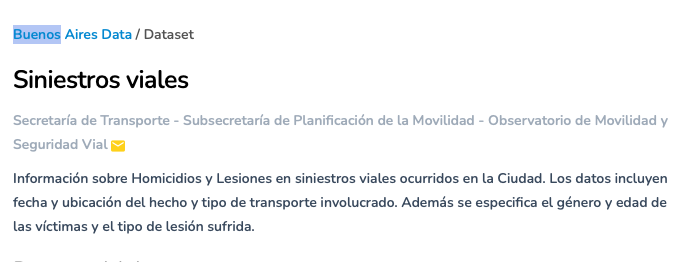 Buenos Aires Data / Dataset
Siniestros viales
Secretaría de Transporte - Subsecretaría de Planificación de la Movilidad - Observatorio de Movilidad y
Seguridad Vial
Información sobre Homicidios y Lesiones en siniestros viales ocurridos en la Ciudad. Los datos incluyen
fecha y ubicación del hecho y tipo de transporte involucrado. Además se especifica el género y edad de
las víctimas y el tipo de lesión sufrida.